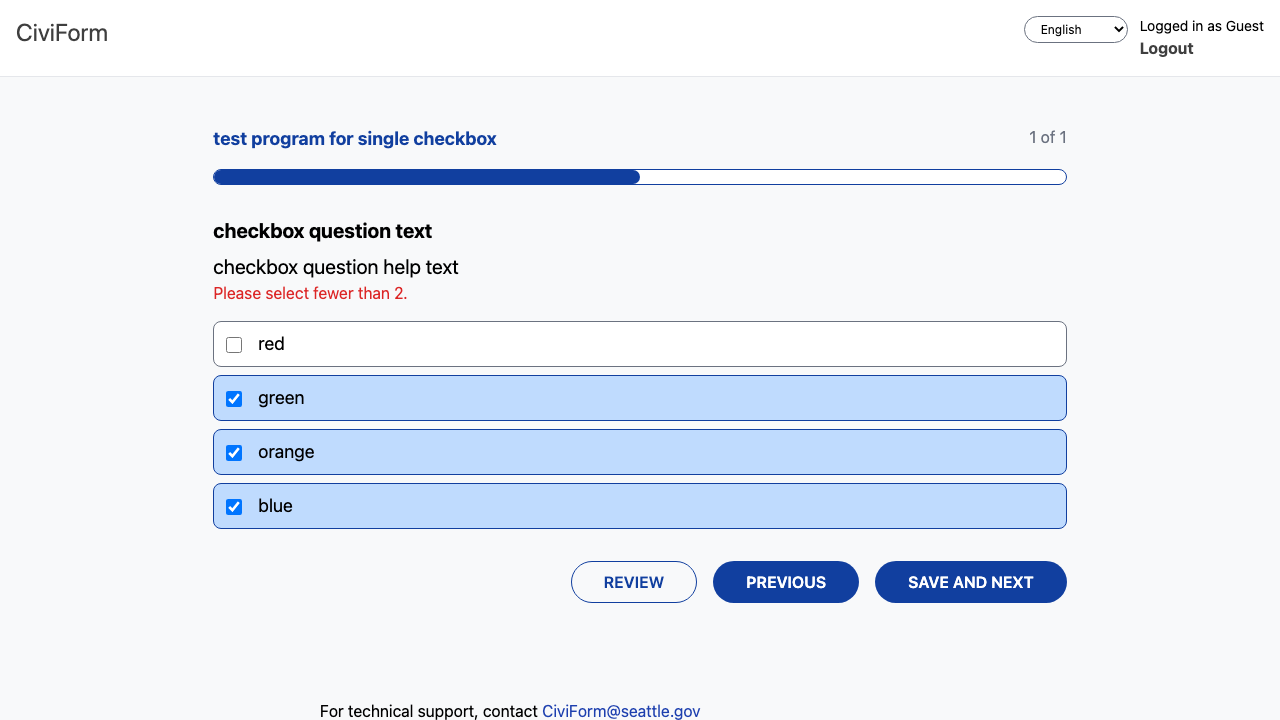 CiviForm
English
Logged in as Guest
Logout
test program for single checkbox
1 of 1
checkbox question text
checkbox question help text
Please select fewer than 2.
red
green
orange
blue
REVIEW
PREVIOUS
SAVE AND NEXT
For technical support, contact CiviForm@seattle.gov